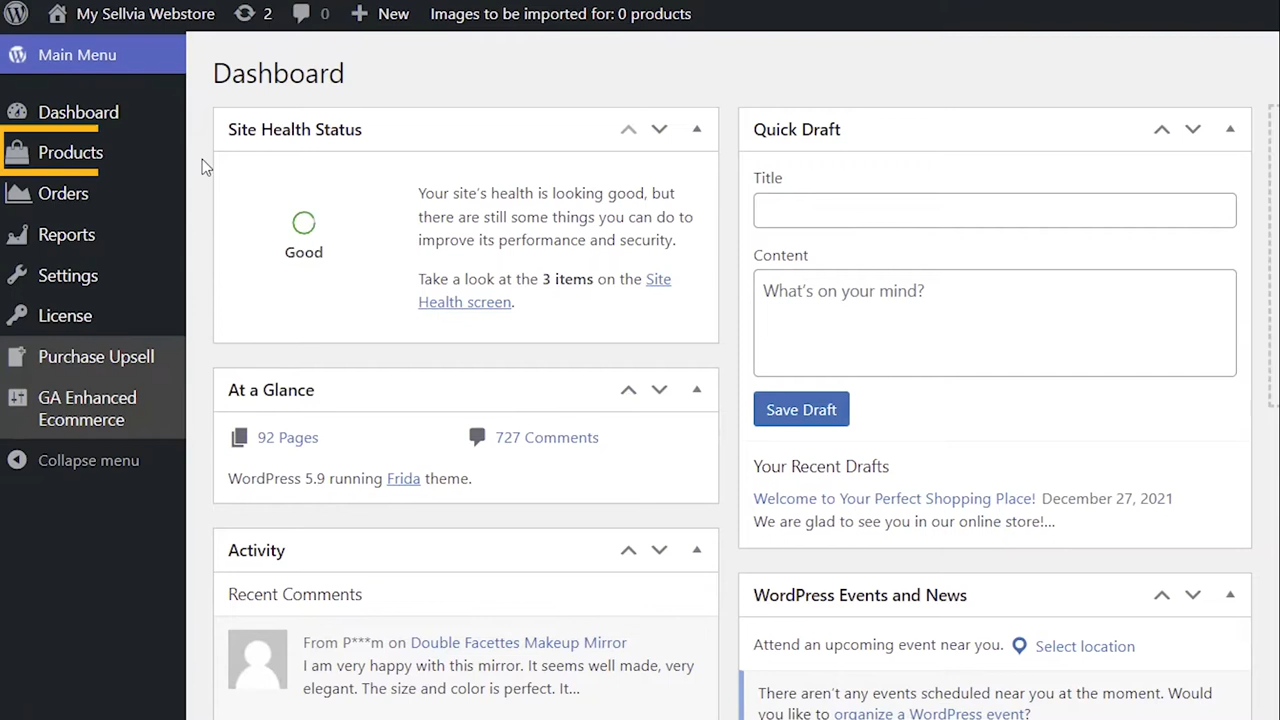 My Sellvia Webstore 2 0 New Images to be imported for: 0 products
Main Menu
Dashboard
Products
Orders
Reports
Settings
License
Purchase Upsell
GA Enhanced
Ecommerce
Collapse menu
Dashboard
Site Health Status
Good
Your site's health is looking good, but
there are still some things you can do to
improve its performance and security.
Take a look at the 3 items on the Site
Health screen.
At a Glance
92 Pages
727 Comments
WordPress 5.9 running Frida theme.
Activity
Recent Comments
From P***m on Double Facettes Makeup Mirror
I am very happy with this mirror. It seems well made, very
elegant. The size and color is perfect. It...
Quick Draft
Title
Content
What's on your mind?
Save Draft
Your Recent Drafts
Welcome to Your Perfect Shopping Place! December 27, 2021
We are glad to see you in our online store!...
WordPress Events and News
Attend an upcoming event near you. Select location
There aren't any events scheduled near you at the moment. Would
you like to organize a WordPress event?